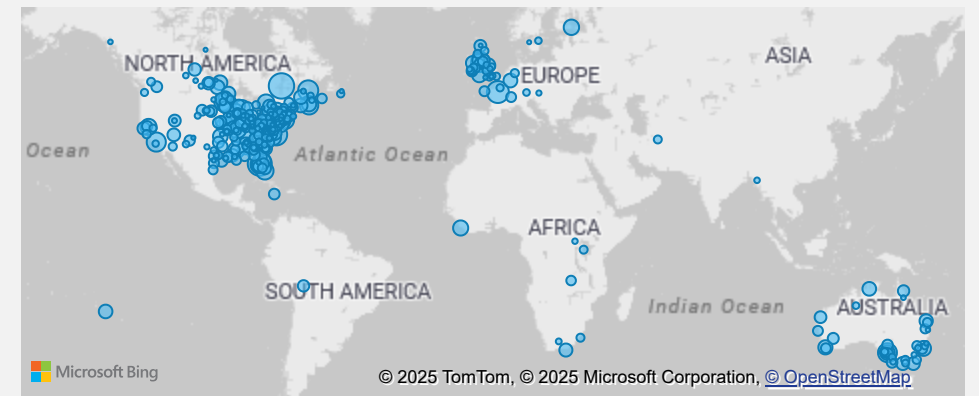 NORTH AMERICA
EUROPE
ASIA
Ocean
Atlantic Ocean
AFRICA
SOUTH AMERICA
Indian Ocean
AUSTRALIA
Microsoft Bing
© 2025 TomTom, © 2025 Microsoft Corporation, © OpenStreetMap